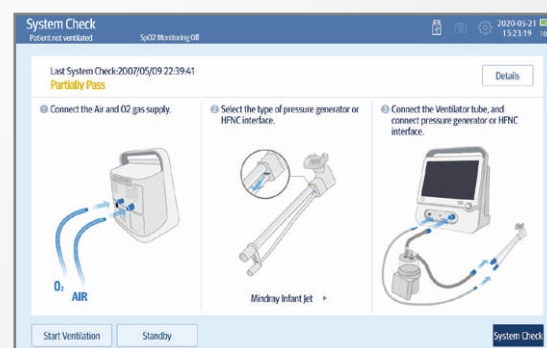 System Check
Patient not ventilated SpO2 Monitoring Off
2020-05-21
15:23:19
Last System Check:2007/05/09 22:39:41
Partially Pass
Details
1 Connect the Air and O2 gas supply.
2 Select the type of pressure generator or
HFNC interface.
3 Connect the Ventilator tube, and
connect pressure generator or HFNC
interface.
O₂
AIR
Mindray Infant Jet
Start Ventilation
Standby
System Check